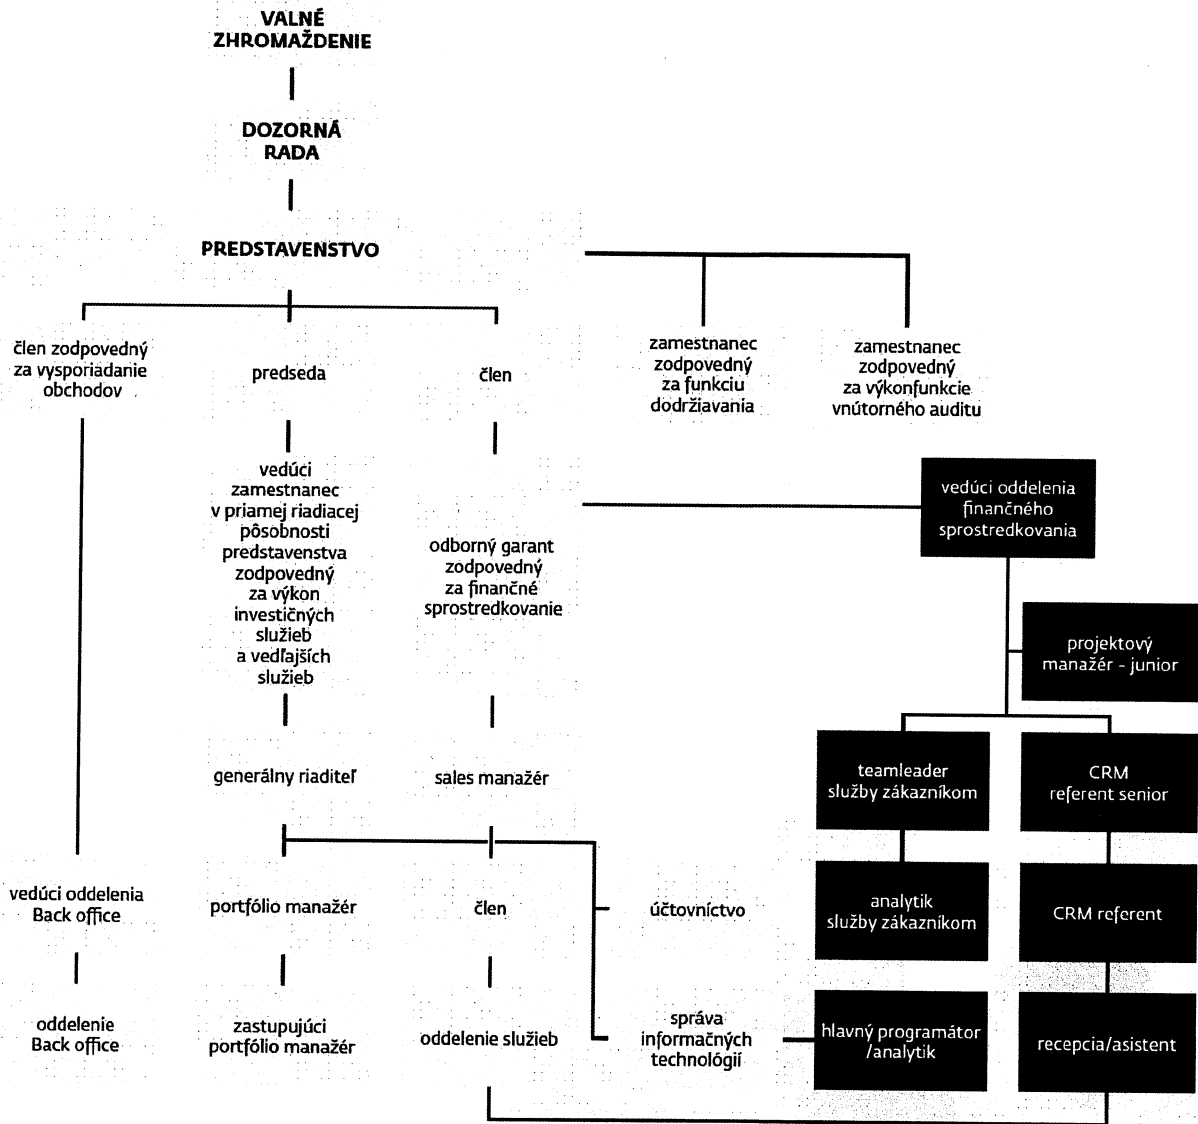 VALNÉ
ZHROMAŽDENIE
DOZORNÁ
RADA
PREDSTAVENSTVO
člen zodpovedný
za vysporiadanie
obchodov
predseda
člen
zamestnanec
zodpovedný
za funkciu
dodržiavania
zamestnanec
zodpovedný
za výkonfunkcie
vnútorného auditu
vedúci
zamestnanec
v priamej riadiacej
pôsobnosti
predstavenstva
zodpovedný
za výkon
investičných
služieb
a vedľajších
služieb
odborný garant
zodpovedný
za finančné
sprostredkovanie
vedúci oddelenia
finančného
sprostredkovania
projektový
manažér - junior
generálny riaditeľ
sales manažér
teamleader
služby zákazníkom
CRM
referent senior
vedúci oddelenia
Back office
portfólio manažér
člen
účtovníctvo
analytik
služby zákazníkom
CRM referent
oddelenie
Back office
zastupujúci
portfólio manažér
oddelenie služieb
správa
informačných
technológií
hlavný programátor
/analytik
recepcia/asistent